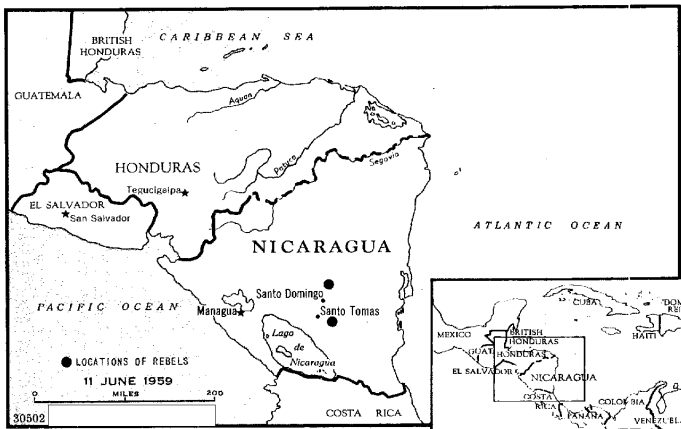 CARIBBEAN SEA
BRITISH
HONDURAS
GUATEMALA
Aguan
Patuca
HONDURAS
Segovia
Tegucigalpa
EL SALVADOR
San Salvador
NICARAGUA
ATLANTIC OCEAN
PACIFIC OCEAN
Santo Domingo
Managua
Santo Tomas
Lago
de
Nicaragua
LOCATIONS OF REBELS
11 JUNE 1959
0 MILES 200
COSTA RICA
30502
CUBA
MEXICO
BRITISH
HONDURAS
HAITI
GUAT.
HONDURAS
EL SALVADOR
NICARAGUA
COSTA
RICA
PANAMA
COLOMBIA
VENEZUELA